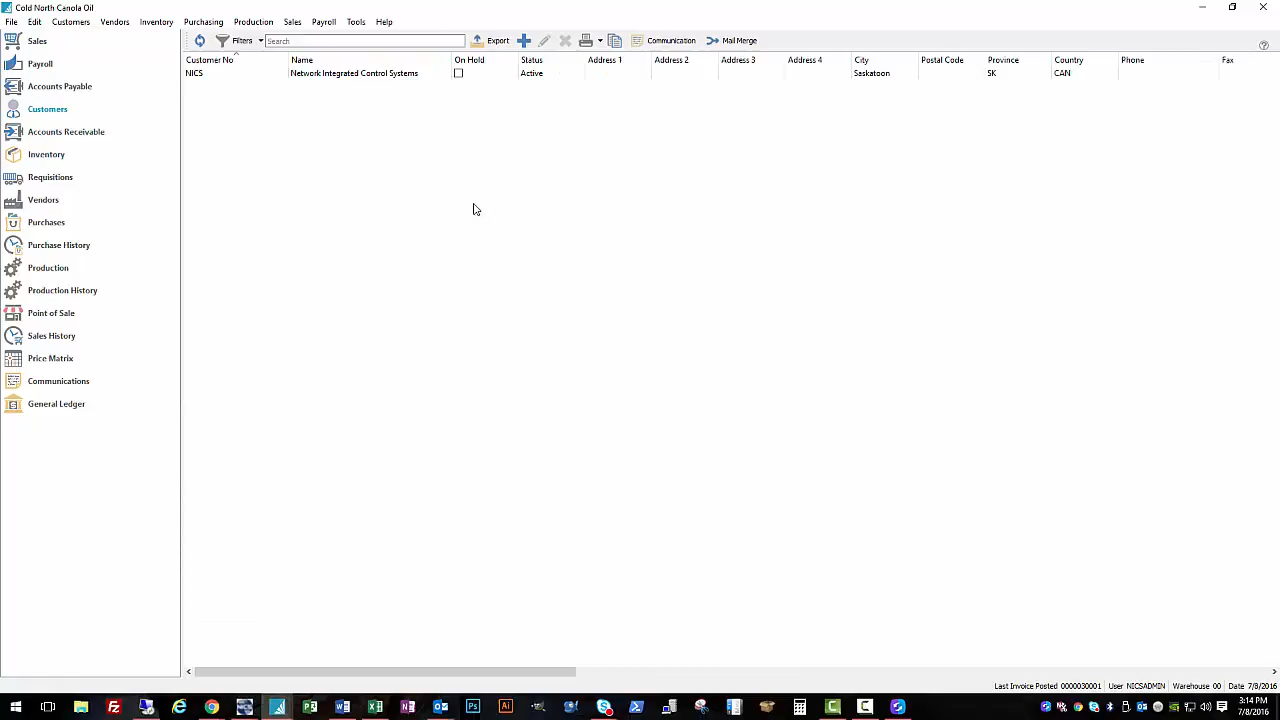 Cold North Canola Oil
File Edit Customers Vendors Inventory Purchasing Production Sales Payroll Tools Help
Sales
Payroll
Accounts Payable
Customers
Accounts Receivable
Inventory
Requisitions
Vendors
Purchases
Purchase History
Production
Production History
Point of Sale
Sales History
Price Matrix
Communications
General Ledger
Filters Search Export Communication Mail Merge
Customer No Name On Hold Status Address 1 Address 2 Address 3 Address 4 City Postal Code Province Country Phone Fax
NICS Network Integrated Control Systems Active Saskatoon SK CAN
Last Invoice Posted 0000030001 User NICSADMIN Warehouse 00 Date 7/8/2016
3:14 PM
7/8/2016